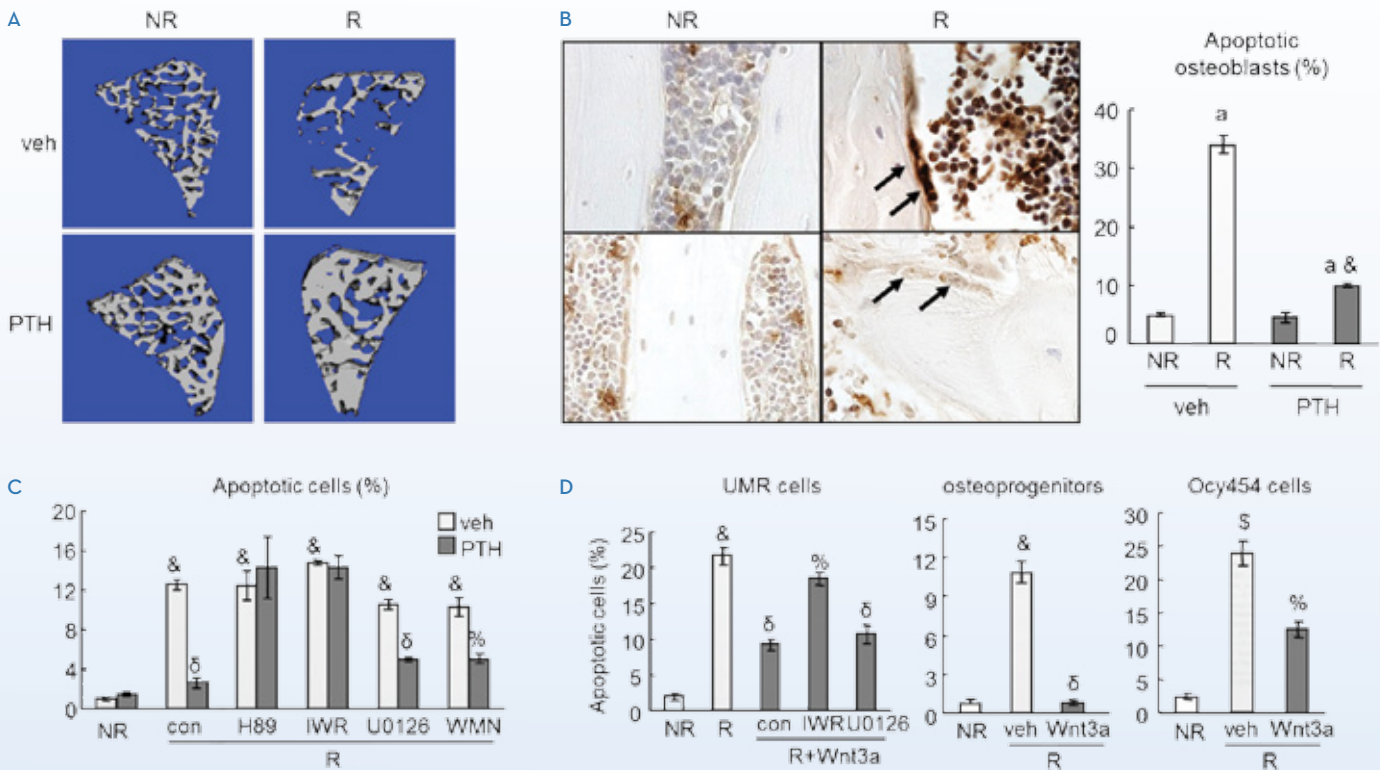 A
NR
R
veh
PTH
B
NR
R
Apoptotic
osteoblasts (%)
40
30
20
10
0
a
a &
NR
R
NR
R
veh
PTH
C
Apoptotic cells (%)
20
16
12
8
4
0
veh
PTH
&
δ
&
&
&
δ
&
%
NR
con
H89
IWR
U0126
WMN
R
D
UMR cells
Apoptotic cells (%)
25
20
15
10
5
0
&
δ
%
δ
NR
R
con
IWR
U0126
R+Wnt3a
osteoprogenitors
15
12
9
6
3
0
&
δ
NR
veh
Wnt3a
R
Ocy454 cells
30
25
20
15
10
5
0
$
%
NR
veh
Wnt3a
R